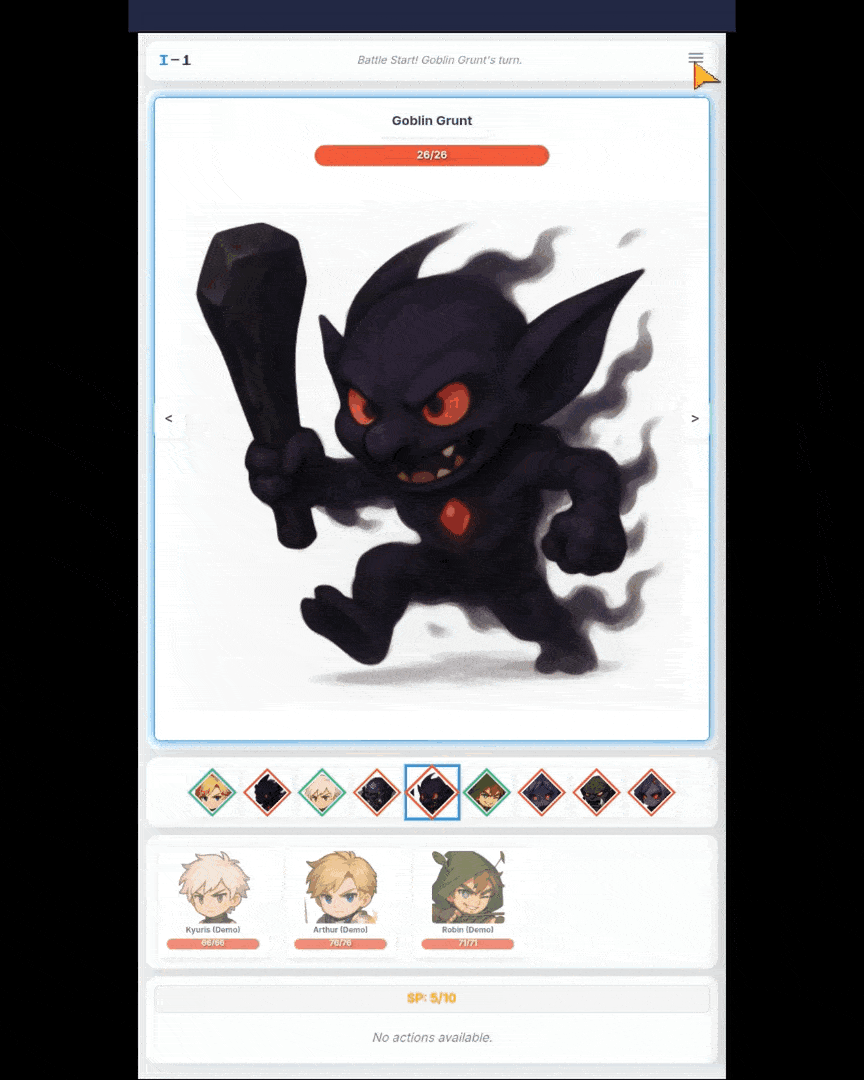 I-1
Battle Start! Goblin Grunt's turn.
Goblin Grunt
26/26
<
>
Kyuris (Demo)
Arthur (Demo)
Robin (Demo)
66/66
76/76
71/71
SP: 5/10
No actions available.